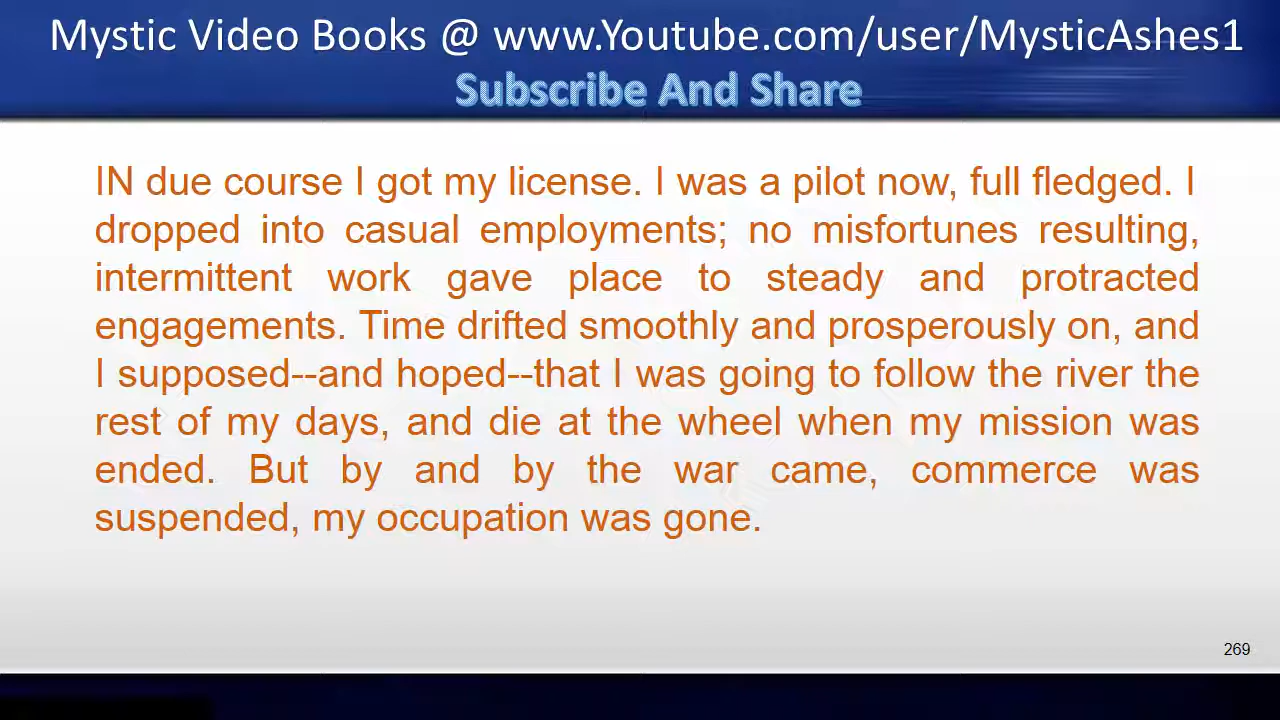 Mystic Video Books @ www.Youtube.com/user/MysticAshes1
Subscribe And Share
IN due course I got my license. I was a pilot now, full fledged. I
dropped into casual employments; no misfortunes resulting,
intermittent work gave place to steady and protracted
engagements. Time drifted smoothly and prosperously on, and
I supposed--and hoped--that I was going to follow the river the
rest of my days, and die at the wheel when my mission was
ended. But by and by the war came, commerce was
suspended, my occupation was gone.
269